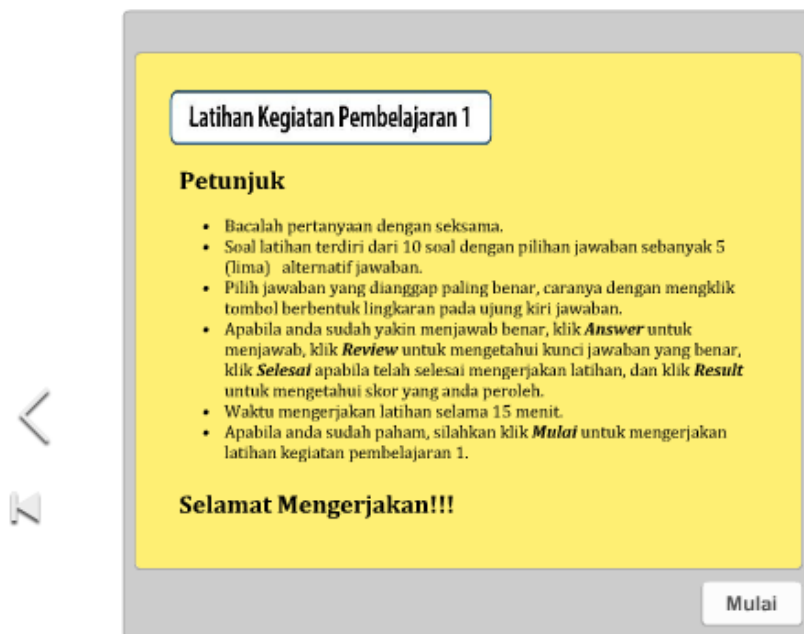 Latihan Kegiatan Pembelajaran 1
Petunjuk
• Bacalah pertanyaan dengan seksama.
• Soal latihan terdiri dari 10 soal dengan pilihan jawaban sebanyak 5
(lima) alternatif jawaban.
• Pilih jawaban yang dianggap paling benar, caranya dengan mengklik
tombol berbentuk lingkaran pada ujung kiri jawaban.
• Apabila anda sudah yakin menjawab benar, klik Answer untuk
menjawab, klik Review untuk mengetahui kunci jawaban yang benar,
klik Selesai apabila telah selesai mengerjakan latihan, dan klik Result
untuk mengetahui skor yang anda peroleh.
• Waktu mengerjakan latihan selama 15 menit.
• Apabila anda sudah paham, silahkan klik Mulai untuk mengerjakan
latihan kegiatan pembelajaran 1.
Selamat Mengerjakan!!!
Mulai